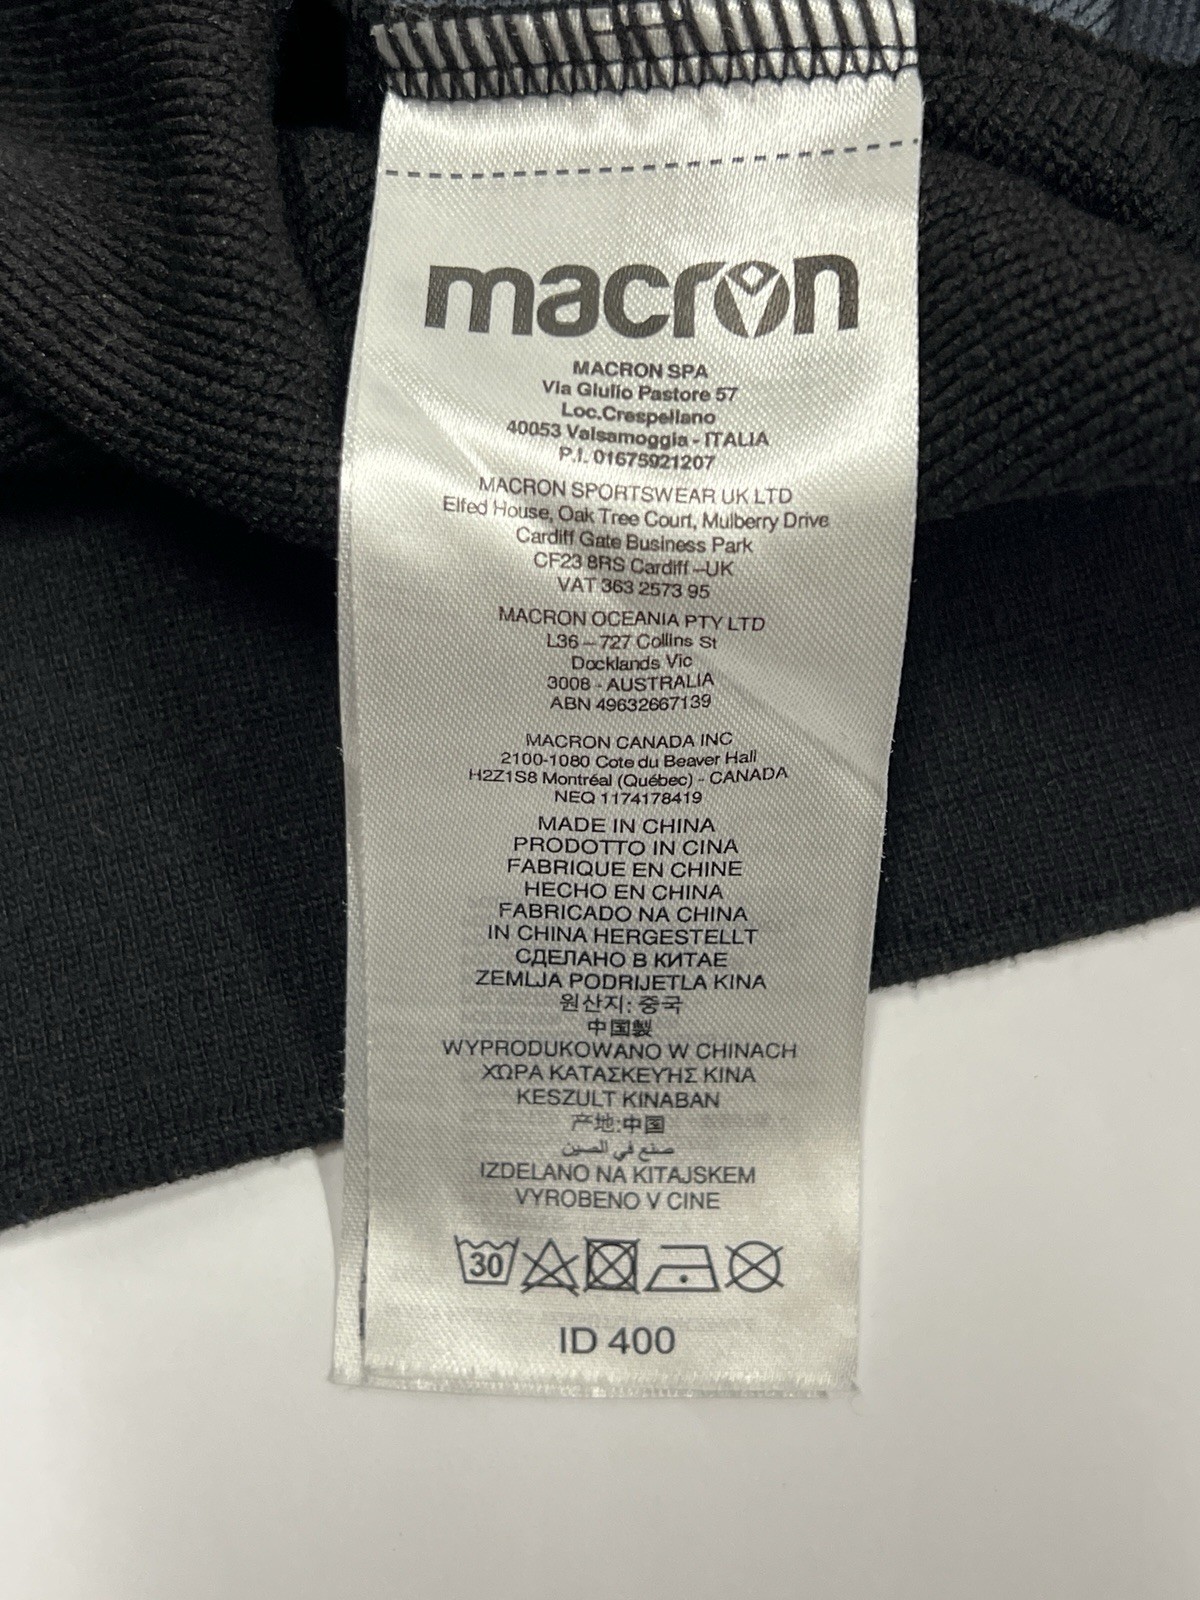 macron
MACRON SPA
Via Giulio Pastore 57
Loc.Crespellano
40053 Valsamoggia - ITALIA
P.I. 01675921207
MACRON SPORTSWEAR UK LTD
Elfed House, Oak Tree Court, Mulberry Drive
Cardiff Gate Business Park
CF23 8RS Cardiff –UK
VAT 363 2573 95
MACRON OCEANIA PTY LTD
L36 – 727 Collins St
Docklands Vic
3008 - AUSTRALIA
ABN 49632667139
MACRON CANADA INC
2100-1080 Cote du Beaver Hall
H2Z1S8 Montréal (Québec) - CANADA
NEQ 1174178419
MADE IN CHINA
PRODOTTO IN CINA
FABRIQUE EN CHINE
HECHO EN CHINA
FABRICADO NA CHINA
IN CHINA HERGESTELLT
СДЕЛАНО В КИТАЕ
ZEMLJA PODRIJETLA KINA
원산지: 중국
中国製
WYPRODUKOWANO W CHINACH
ΧΩΡΑ ΚΑΤΑΣΚΕΥΉΣ ΚΙΝΑ
KESZULT KINABAN
产地:中国
صنع في الصين
IZDELANO NA KITAJSKEM
VYROBENO V CINE
30
ID 400